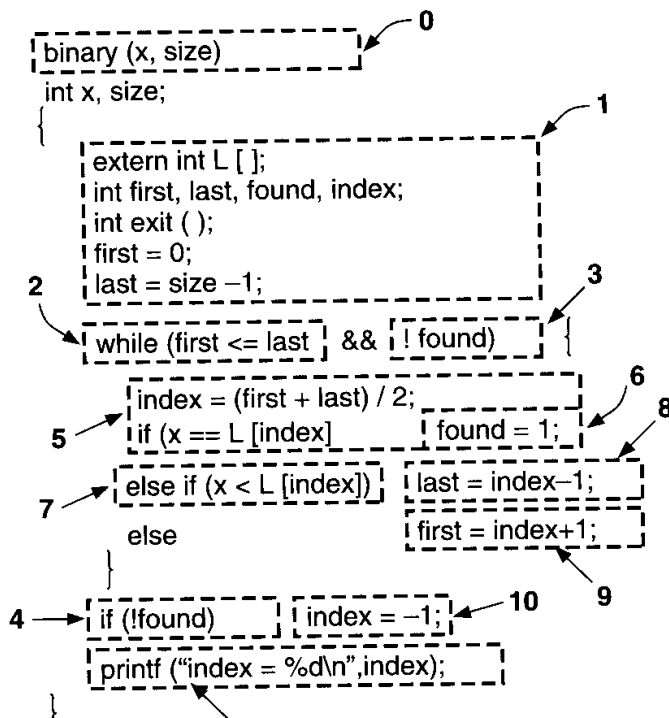 0
binary (x, size)
int x, size;
{
1
extern int L [ ];
int first, last, found, index;
int exit ( );
first = 0;
last = size –1;
2
3
while (first <= last && ! found) {
index = (first + last) / 2;
6
5
if (x == L [index] found = 1;
8
7
else if (x < L [index]) last = index–1;
else first = index+1;
}
9
4
10
if (!found) index = –1;
printf (“index = %d\n”,index);
}